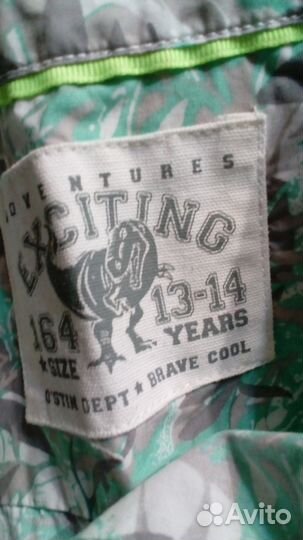 ADVENTURES
EXCITING
164 13-14
★SIZE YEARS
O'STIN DEPT ★ BRAVE COOL
Avito